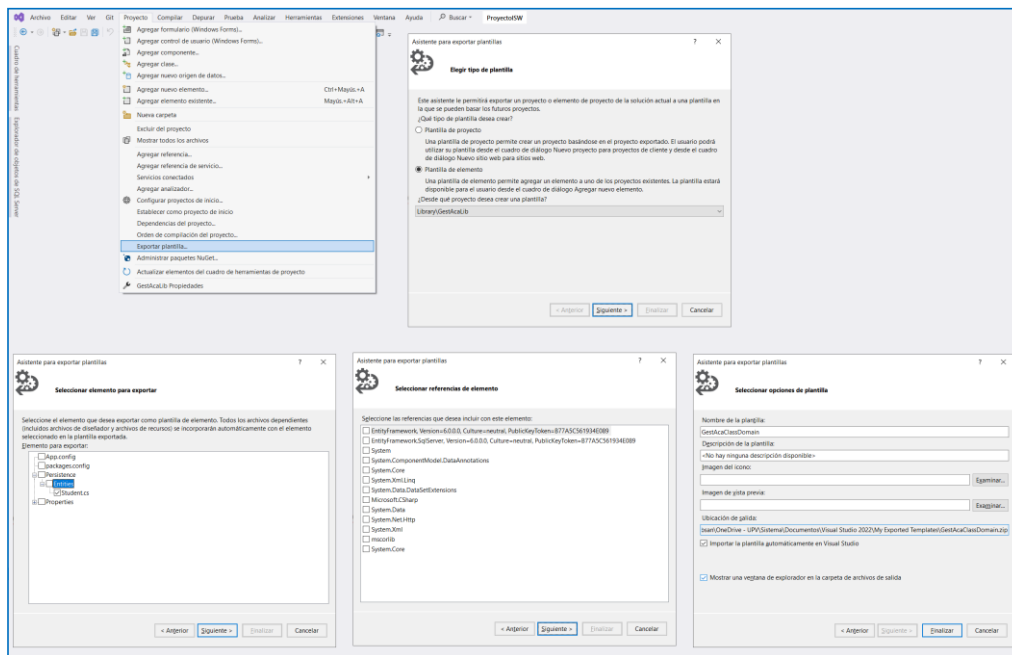 Archivo Editar Ver Git Proyecto Compilar Depurar Prueba Analizar Herramientas Extensiones Ventana Ayuda Buscar ProyectoISW
Cuadro de herramientas
Explorador de objetos de SQL Server
Agregar formulario (Windows Forms)...
Agregar control de usuario (Windows Forms)...
Agregar componente...
Agregar clase...
Agregar nuevo origen de datos...
Agregar nuevo elemento... Ctrl+Mayús.+A
Agregar elemento existente... Mayús.+Alt+A
Nueva carpeta
Excluir del proyecto
Mostrar todos los archivos
Agregar referencia...
Agregar referencia de servicio...
Servicios conectados
Agregar analizador...
Configurar proyectos de inicio...
Establecer como proyecto de inicio
Dependencias del proyecto...
Orden de compilación del proyecto...
Exportar plantilla...
Administrar paquetes NuGet...
Actualizar elementos del cuadro de herramientas de proyecto
GestAcaLib Propiedades
Asistente para exportar plantillas ? ×
Elegir tipo de plantilla
Este asistente le permitirá exportar un proyecto o elemento de proyecto de la solución actual a una plantilla en
la que se pueden basar los futuros proyectos.
¿Qué tipo de plantilla desea crear?
Plantilla de proyecto
Una plantilla de proyecto permite crear un proyecto basándose en el proyecto exportado. El usuario podrá
utilizar su plantilla desde el cuadro de diálogo Nuevo proyecto para proyectos de cliente y desde el cuadro
de diálogo Nuevo sitio web para sitios web.
Plantilla de elemento
Una plantilla de elemento permite agregar un elemento a uno de los proyectos existentes. La plantilla estará
disponible para el usuario desde el cuadro de diálogo Agregar nuevo elemento.
¿Desde qué proyecto desea crear una plantilla?
Library\GestAcaLib
< Anterior Siguiente > Finalizar Cancelar
Asistente para exportar plantillas ? ×
Seleccionar elemento para exportar
Seleccione el elemento que desea exportar como plantilla de elemento. Todos los archivos dependientes
(incluidos archivos de diseñador y archivos de recursos) se incorporarán automáticamente con el elemento
seleccionado en la plantilla exportada.
Elemento para exportar:
App.config
packages.config
Persistence
Entities
Student.cs
Properties
< Anterior Siguiente > Finalizar Cancelar
Asistente para exportar plantillas ? ×
Seleccionar referencias de elemento
Seleccione las referencias que desea incluir con este elemento:
EntityFramework, Version=6.0.0.0, Culture=neutral, PublicKeyToken=B77A5C561934E089
EntityFramework.SqlServer, Version=6.0.0.0, Culture=neutral, PublicKeyToken=B77A5C561934E089
System
System.ComponentModel.DataAnnotations
System.Core
System.Xml.Linq
System.Data.DataSetExtensions
Microsoft.CSharp
System.Data
System.Net.Http
System.Xml
mscorlib
System.Core
< Anterior Siguiente > Finalizar Cancelar
Asistente para exportar plantillas ? ×
Seleccionar opciones de plantilla
Nombre de la plantilla:
GestAcaClassDomain
Descripción de la plantilla:
<No hay ninguna descripción disponible>
Imagen del icono:
Examinar...
Imagen de vista previa:
Examinar...
Ubicación de salida:
bsan\OneDrive - UPV\Sistema\Documentos\Visual Studio 2022\My Exported Templates\GestAcaClassDomain.zip
Importar la plantilla automáticamente en Visual Studio
Mostrar una ventana de explorador en la carpeta de archivos de salida
< Anterior Siguiente > Finalizar Cancelar